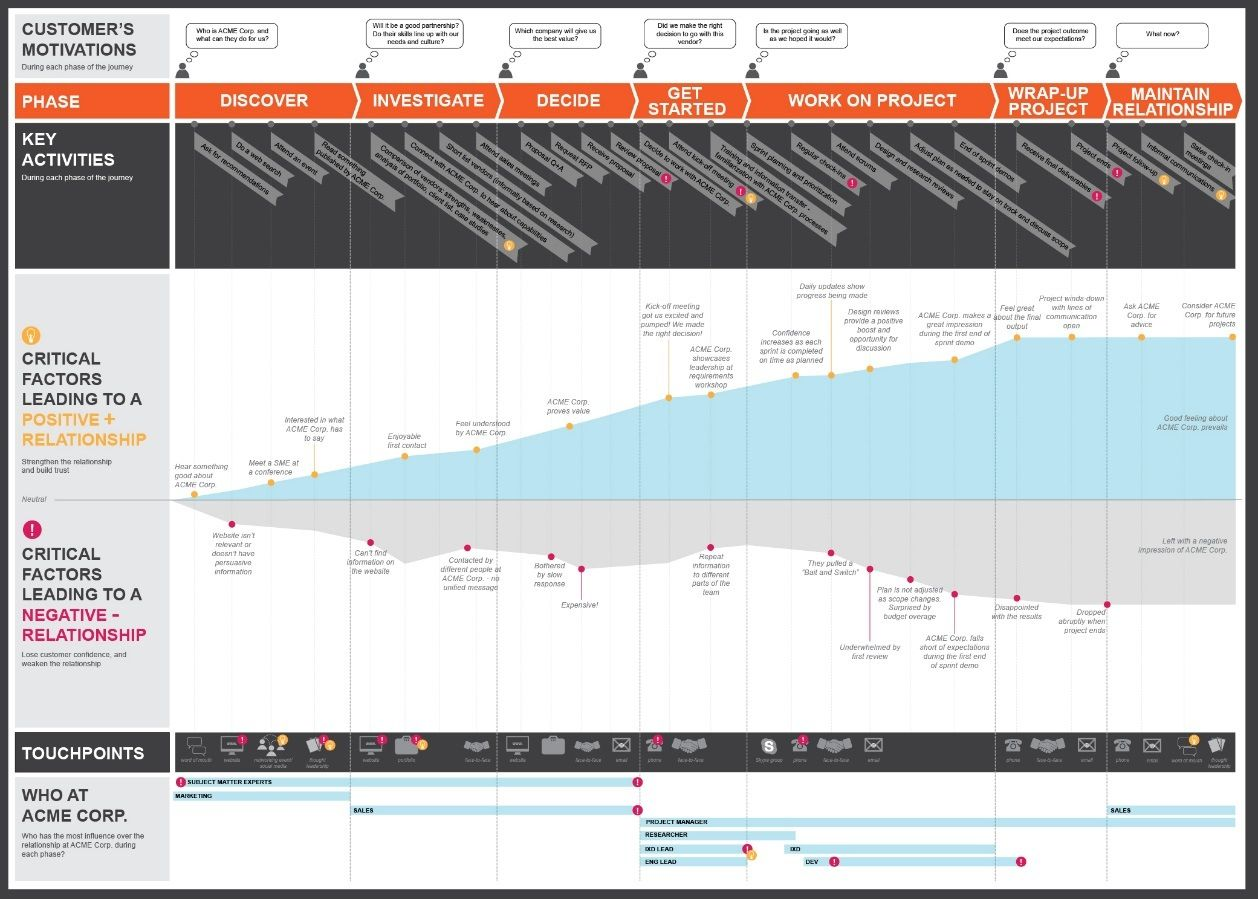 CUSTOMER'S
MOTIVATIONS
During each phase of the journey
Who is ACME Corp. and
what can they do for us?
Will it be a good partnership?
Do their skills line up with our
needs and culture?
Which company will give us
the best value?
Did we make the right
decision to go with this
vendor?
Is the project going as well
as we hoped it would?
Does the project outcome
meet our expectations?
What now?
PHASE
DISCOVER
INVESTIGATE
DECIDE
GET
STARTED
WORK ON PROJECT
WRAP-UP
PROJECT
MAINTAIN
RELATIONSHIP
KEY
ACTIVITIES
During each phase of the journey
Ask for recommendations
Do a web search
Attend an event
Read something
published by ACME Corp.
Comparison of vendors: strengths, weaknesses,
analysis of portfolio, client list, case studies
Connect with ACME Corp. to hear about capabilities
Short list vendors (internally based on research)
Attend sales meetings
Proposal Q+A
Request RFP
Receive proposal
Review proposal
Decide to work with ACME Corp.
Attend kick-off meeting
Training and information transfer -
familiarization with ACME Corp. processes
Sprint planning and prioritization
Regular check-ins
Attend scrums
Design and research reviews
Adjust plan as needed to stay on track and discuss scope
End of sprint demos
Receive final deliverables
Project ends
Project follow-up
Informal communications
Sales check-in
meetings
CRITICAL
FACTORS
LEADING TO A
POSITIVE +
RELATIONSHIP
Strengthen the relationship
and build trust
Neutral
Hear something
good about
ACME Corp.
Meet a SME at
a conference
Interested in what
ACME Corp. has
to say
Enjoyable
first contact
Feel understood
by ACME Corp
ACME Corp.
proves value
Kick-off meeting
got us excited and
pumped! We made
the right decision!
ACME Corp.
showcases
leadership at
requirements
workshop
Confidence
increases as each
sprint is completed
on time as planned
Daily updates show
progress being made
Design reviews
provide a positive
boost and
opportunity for
discussion
ACME Corp. makes a
great impression
during the first end of
sprint demo
Feel great
about the final
output
Project winds-down
with lines of
communication
open
Ask ACME
Corp. for
advice
Consider ACME
Corp. for future
projects
Good feeling about
ACME Corp. prevails
CRITICAL
FACTORS
LEADING TO A
NEGATIVE -
RELATIONSHIP
Lose customer confidence, and
weaken the relationship
Website isn't
relevant or
doesn't have
persuasive
information
Can't find
information on
the website
Contacted by
different people at
ACME Corp. - no
unified message
Bothered
by slow
response
Expensive!
Repeat
information
to different
parts of the
team
They pulled a
"Bait and Switch"
Underwhelmed by
first review
Plan is not adjusted
as scope changes.
Surprised by
budget overage
ACME Corp. falls
short of expectations
during the first end
of sprint demo
Disappointed
with the results
Dropped
abruptly when
project ends
Left with a negative
impression of ACME Corp.
TOUCHPOINTS
word of mouth
website
networking event/
social media
thought
leadership
website
portfolio
face-to-face
website
face-to-face
email
phone
face-to-face
Skype group
phone
face-to-face
email
phone
face-to-face
email
phone
email
word of mouth
thought
leadership
WHO AT
ACME CORP.
Who has the most influence over the
relationship at ACME Corp. during
each phase?
SUBJECT MATTER EXPERTS
MARKETING
SALES
SALES
PROJECT MANAGER
RESEARCHER
IXD LEAD
IXD
ENG LEAD
DEV